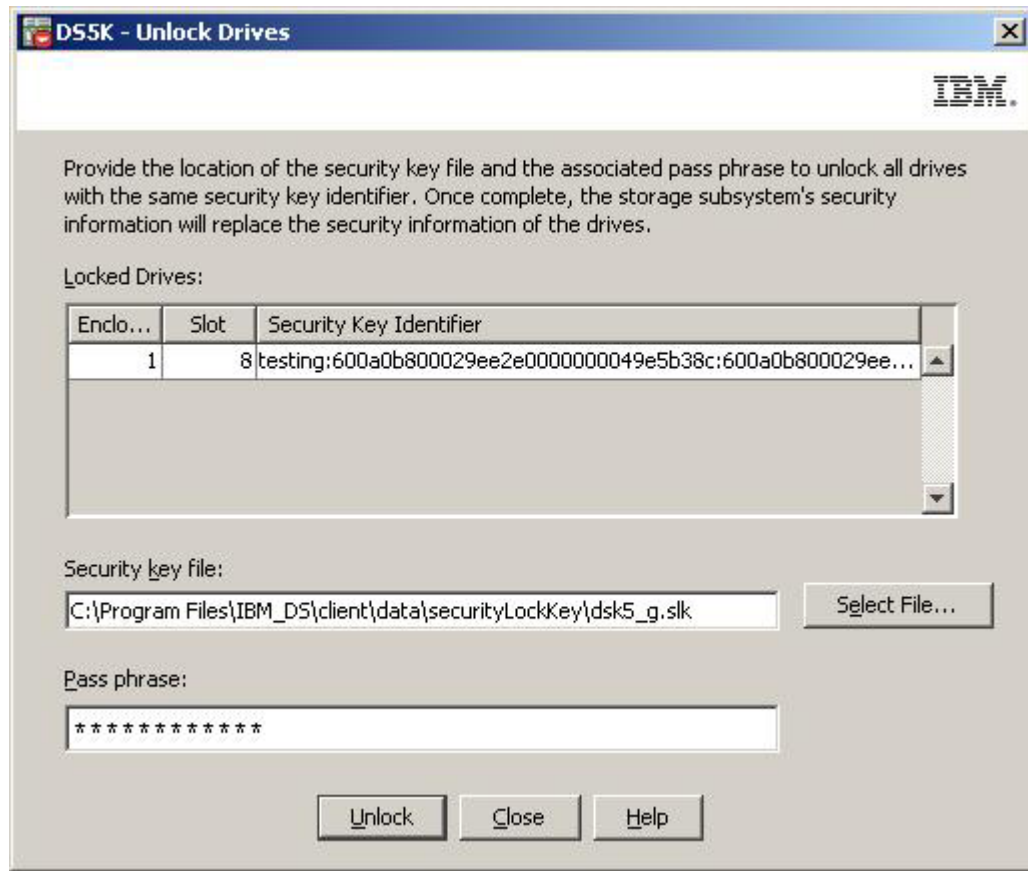 DS5K - Unlock Drives
IBM.
Provide the location of the security key file and the associated pass phrase to unlock all drives
with the same security key identifier. Once complete, the storage subsystem's security
information will replace the security information of the drives.
Locked Drives:
Enclo... Slot Security Key Identifier
1 8 testing:600a0b800029ee2e0000000049e5b38c:600a0b800029ee...
Security key file:
C:\Program Files\IBM_DS\client\data\securityLockKey\dsk5_g.slk Select File...
Pass phrase:
************
Unlock Close Help